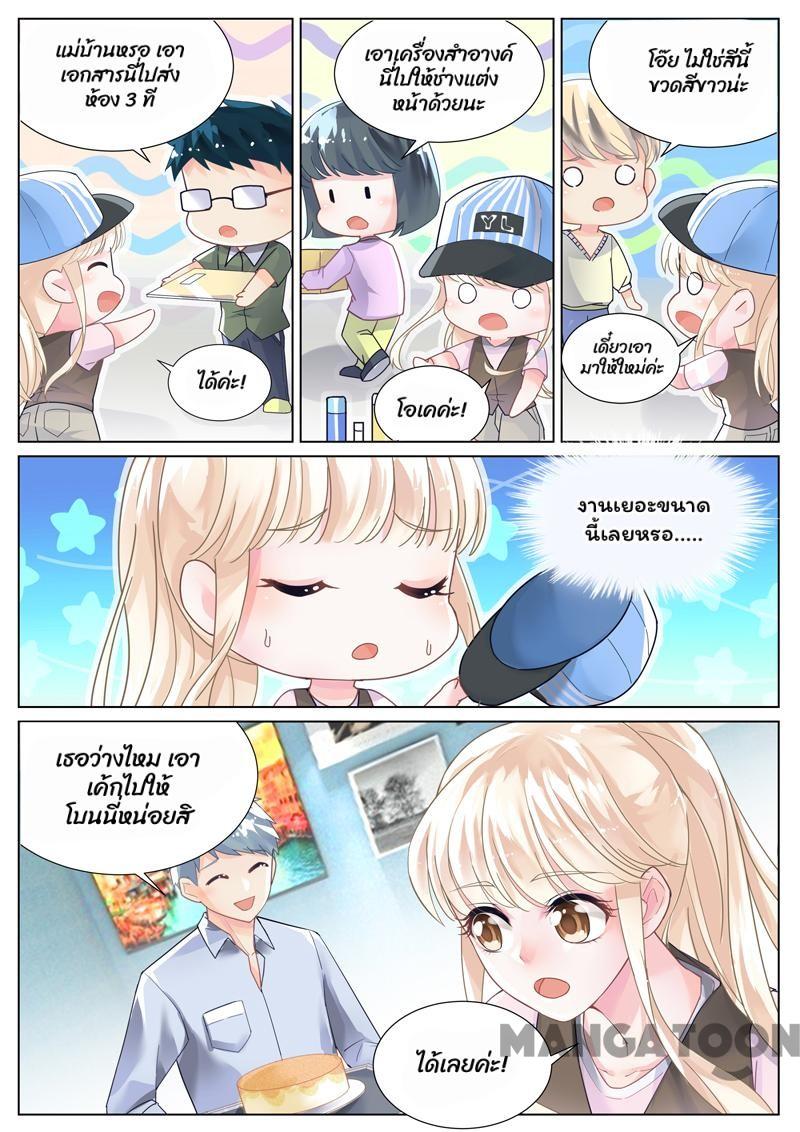 แม่บ้านหรอ เอา
เอกสารนี่ไปส่ง
ห้อง 3 ที
ได้ค่ะ!
เอาเครื่องสำอางค์
นี่ไปให้ช่างแต่ง
หน้าด้วยนะ
YL
โอเคค่ะ!
โอ๊ย ไม่ใช่สีนี้
ขวดสีขาวน่ะ
เดี๋ยวเอา
มาให้ใหม่ค่ะ
งานเยอะขนาด
นี้เลยหรอ.....
เธอว่างไหม เอา
เค้กไปให้
โบนนี่หน่อยสิ
ได้เลยค่ะ!
MANGATOON